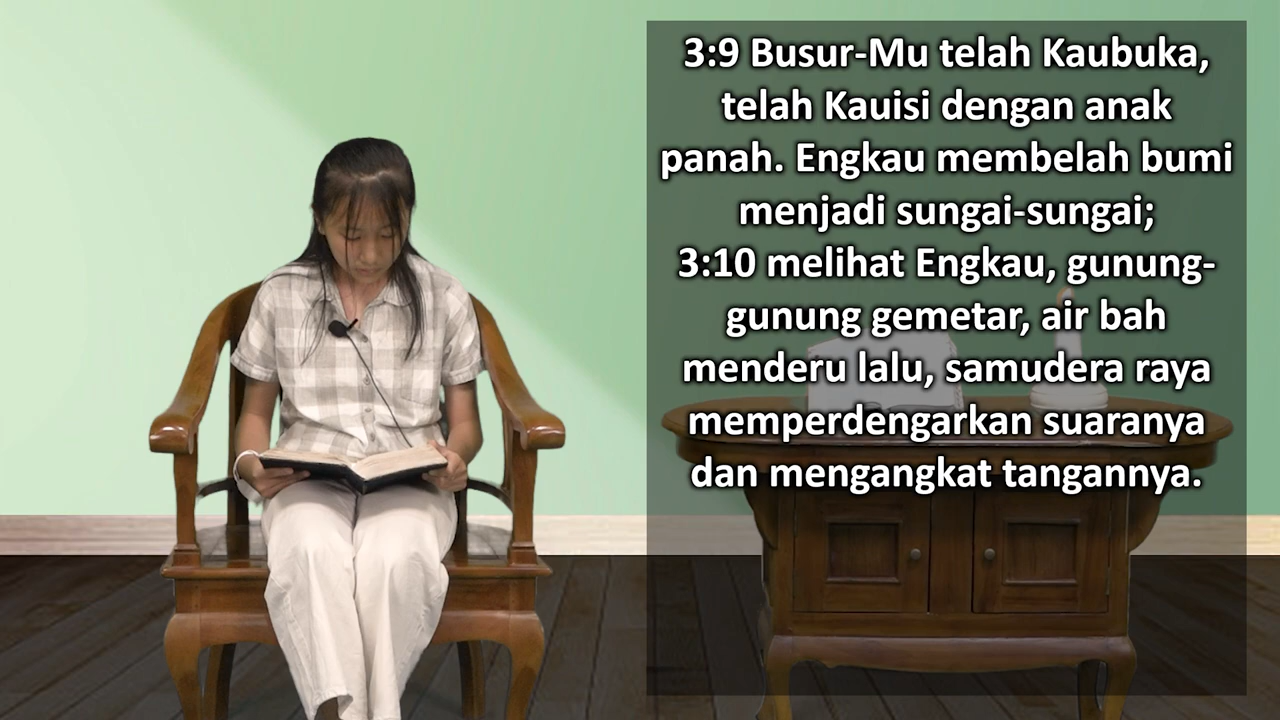 3:9 Busur-Mu telah Kaubuka,
telah Kauisi dengan anak
panah. Engkau membelah bumi
menjadi sungai-sungai;
3:10 melihat Engkau, gunung-
gunung gemetar, air bah
menderu lalu, samudera raya
memperdengarkan suaranya
dan mengangkat tangannya.